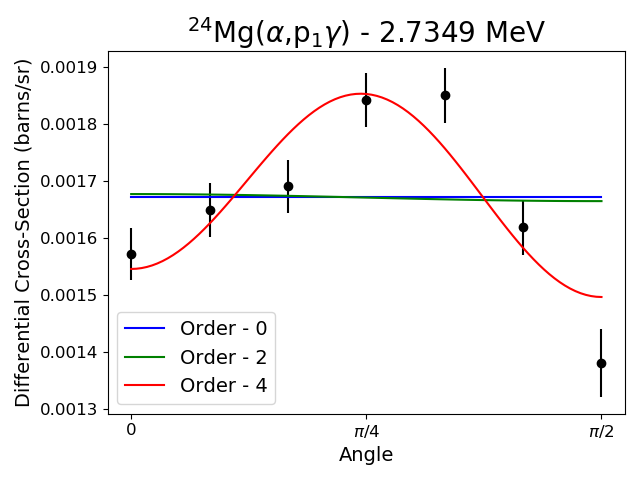 ²⁴Mg(α,p₁γ) - 2.7349 MeV
Differential Cross-Section (barns/sr)
0.0019
0.0018
0.0017
0.0016
0.0015
0.0014
0.0013
Order - 0
Order - 2
Order - 4
0 π/4 π/2
Angle